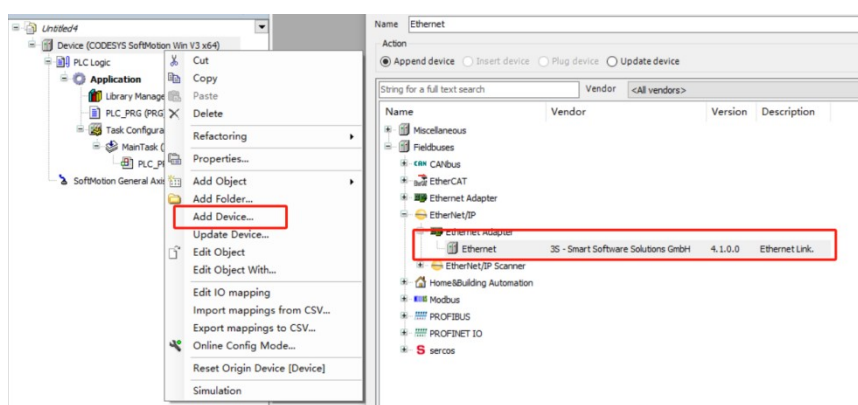 Untitled4
Device (CODESYS SoftMotion Win V3 x64)
PLC Logic
Application
Library Manage
PLC_PRG (PRG
Task Configura
MainTask (
PLC_P
SoftMotion General Axi
Cut
Copy
Paste
Delete
Refactoring
Properties...
Add Object
Add Folder...
Add Device...
Update Device...
Edit Object
Edit Object With...
Edit IO mapping
Import mappings from CSV...
Export mappings to CSV...
Online Config Mode...
Reset Origin Device [Device]
Simulation
Name Ethernet
Action
Append device Insert device Plug device Update device
String for a full text search Vendor <All vendors>
Name Vendor Version Description
Miscellaneous
Fieldbuses
CAN CANbus
EtherCAT
Ethernet Adapter
EtherNet/IP
Ethernet Adapter
Ethernet 3S - Smart Software Solutions GmbH 4.1.0.0 Ethernet Link.
EtherNet/IP Scanner
Home&Building Automation
Modbus
PROFIBUS
PROFINET IO
S sercos